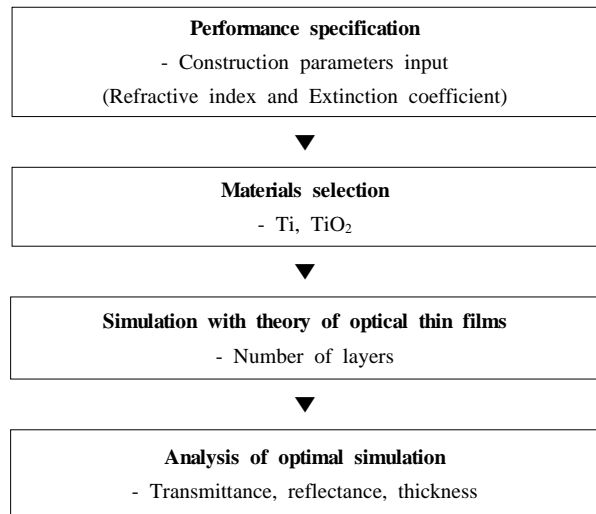 Performance specification
- Construction parameters input
(Refractive index and Extinction coefficient)
Materials selection
- Ti, TiO₂
Simulation with theory of optical thin films
- Number of layers
Analysis of optimal simulation
- Transmittance, reflectance, thickness